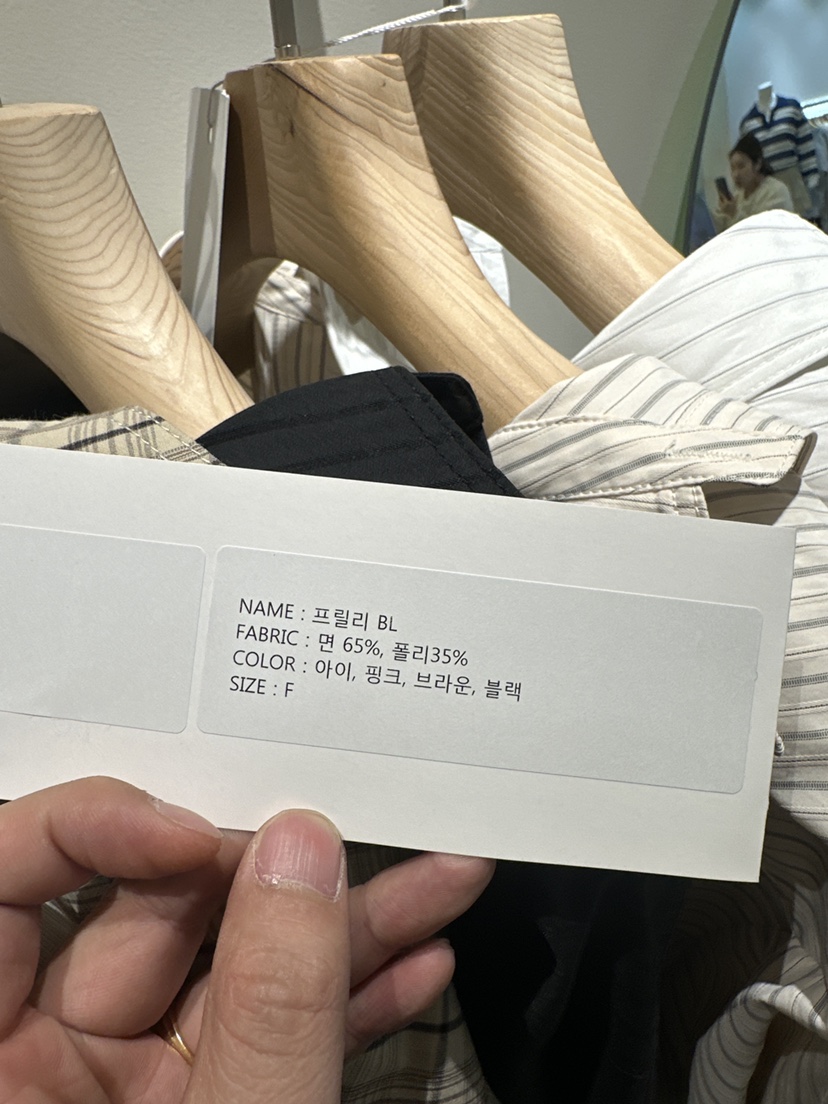 NAME : 프릴리 BL
FABRIC : 면 65%, 폴리35%
COLOR : 아이, 핑크, 브라운, 블랙
SIZE : F